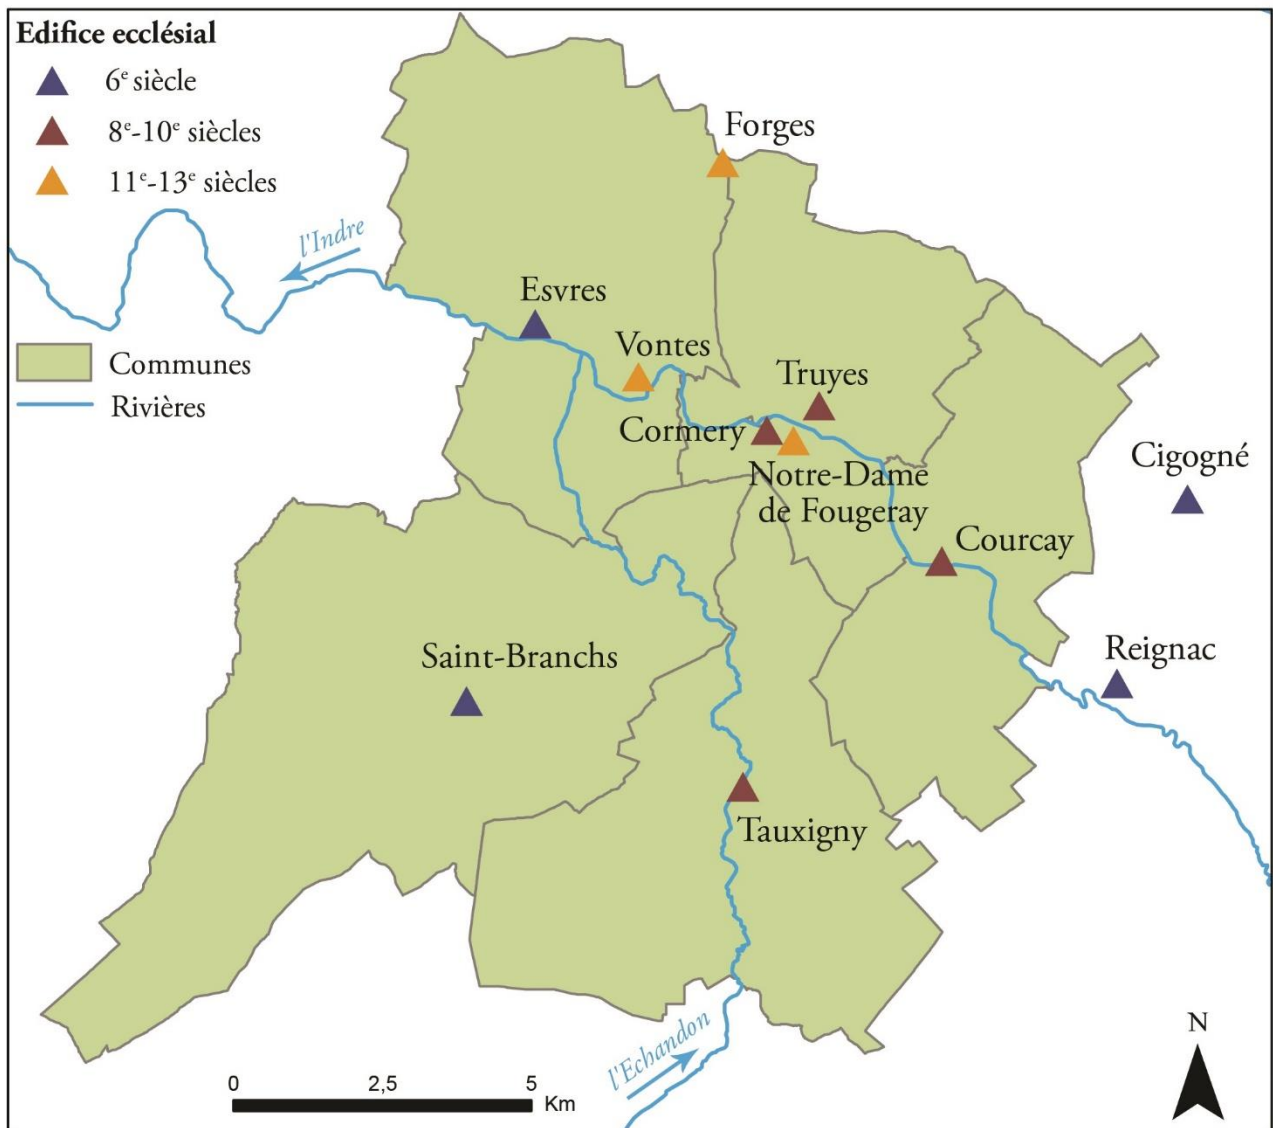 Edifice ecclésial
6e siècle
8e-10e siècles
11e-13e siècles
Forges
l'Indre
Esvres
Vontes
Communes
Truyes
Rivières
Cormery
Cigogné
Notre-Dame
de Fougeray
Courcay
Saint-Branchs
Reignac
Tauxigny
N
l'Echandon
0 2,5 5
Km